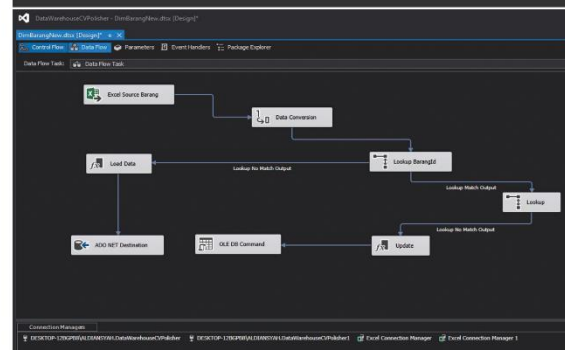 DataWarehouseCVPolisher - DimBarangNew.dtsx [Design]*
DimBarangNew.dtsx [Design]*
Control Flow Data Flow Parameters Event Handlers Package Explorer
Data Flow Task: Data Flow Task
Excel Source Barang
Data Conversion
Load Data
Lookup No Match Output
Lookup BarangId
Lookup Match Output
Lookup
Lookup No Match Output
ADO NET Destination
OLE DB Command
Update
Connection Managers
DataWarehouseCVPolisher DataWarehouseCVPolisher1 Excel Connection Manager Excel Connection Manager 1